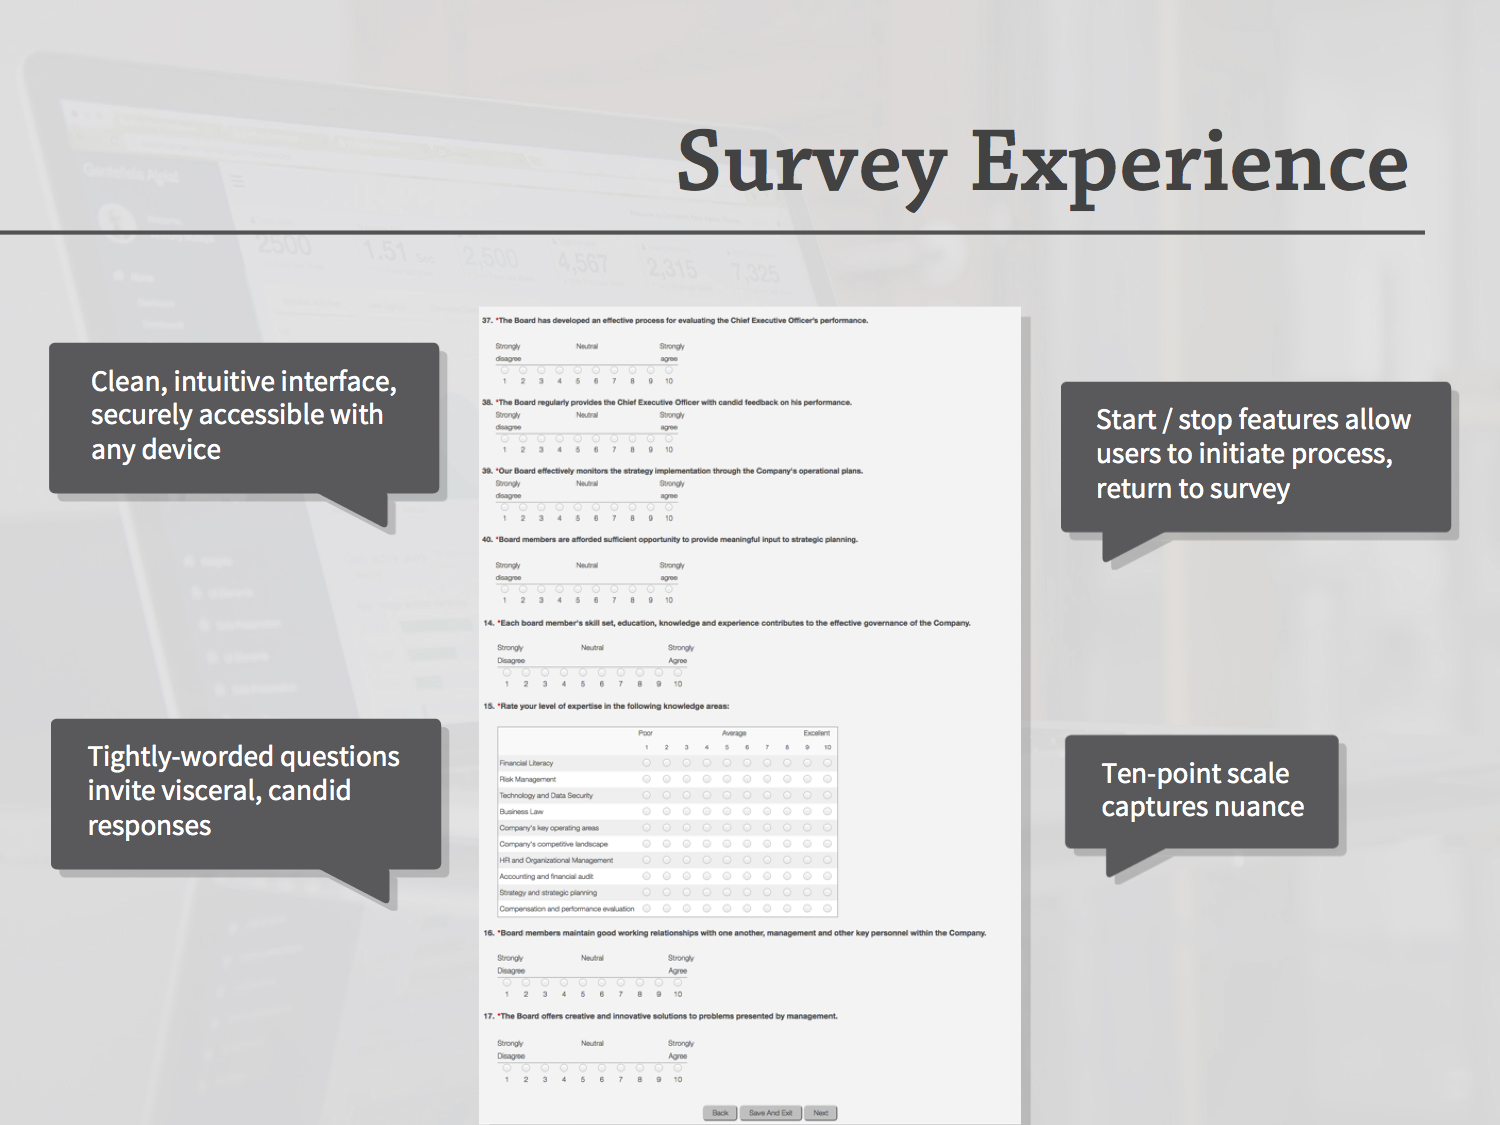 Survey Experience
2500
1.51
2,500
4,567
2,315
7,325
Clean, intuitive interface,
securely accessible with
any device
Tightly-worded questions
invite visceral, candid
responses
37. *The Board has developed an effective process for evaluating the Chief Executive Officer's performance.
Strongly Neutral Strongly
disagree agree
1 2 3 4 5 6 7 8 9 10
38. *The Board regularly provides the Chief Executive Officer with candid feedback on his performance.
Strongly Neutral Strongly
disagree agree
1 2 3 4 5 6 7 8 9 10
39. *Our Board effectively monitors the strategy implementation through the Company's operational plans.
Strongly Neutral Strongly
disagree agree
1 2 3 4 5 6 7 8 9 10
40. *Board members are afforded sufficient opportunity to provide meaningful input to strategic planning.
Strongly Neutral Strongly
disagree agree
1 2 3 4 5 6 7 8 9 10
14. *Each board member's skill set, education, knowledge and experience contributes to the effective governance of the Company.
Strongly Neutral Strongly
Disagree Agree
1 2 3 4 5 6 7 8 9 10
15. *Rate your level of expertise in the following knowledge areas:
Poor Average Excellent
1 2 3 4 5 6 7 8 9 10
Financial Literacy
Risk Management
Technology and Data Security
Business Law
Company's key operating areas
Company's competitive landscape
HR and Organizational Management
Accounting and financial audit
Strategy and strategic planning
Compensation and performance evaluation
16. *Board members maintain good working relationships with one another, management and other key personnel within the Company.
Strongly Neutral Strongly
Disagree Agree
1 2 3 4 5 6 7 8 9 10
17. *The Board offers creative and innovative solutions to problems presented by management.
Strongly Neutral Strongly
Disagree Agree
1 2 3 4 5 6 7 8 9 10
Back Save And Exit Next
Start / stop features allow
users to initiate process,
return to survey
Ten-point scale
captures nuance